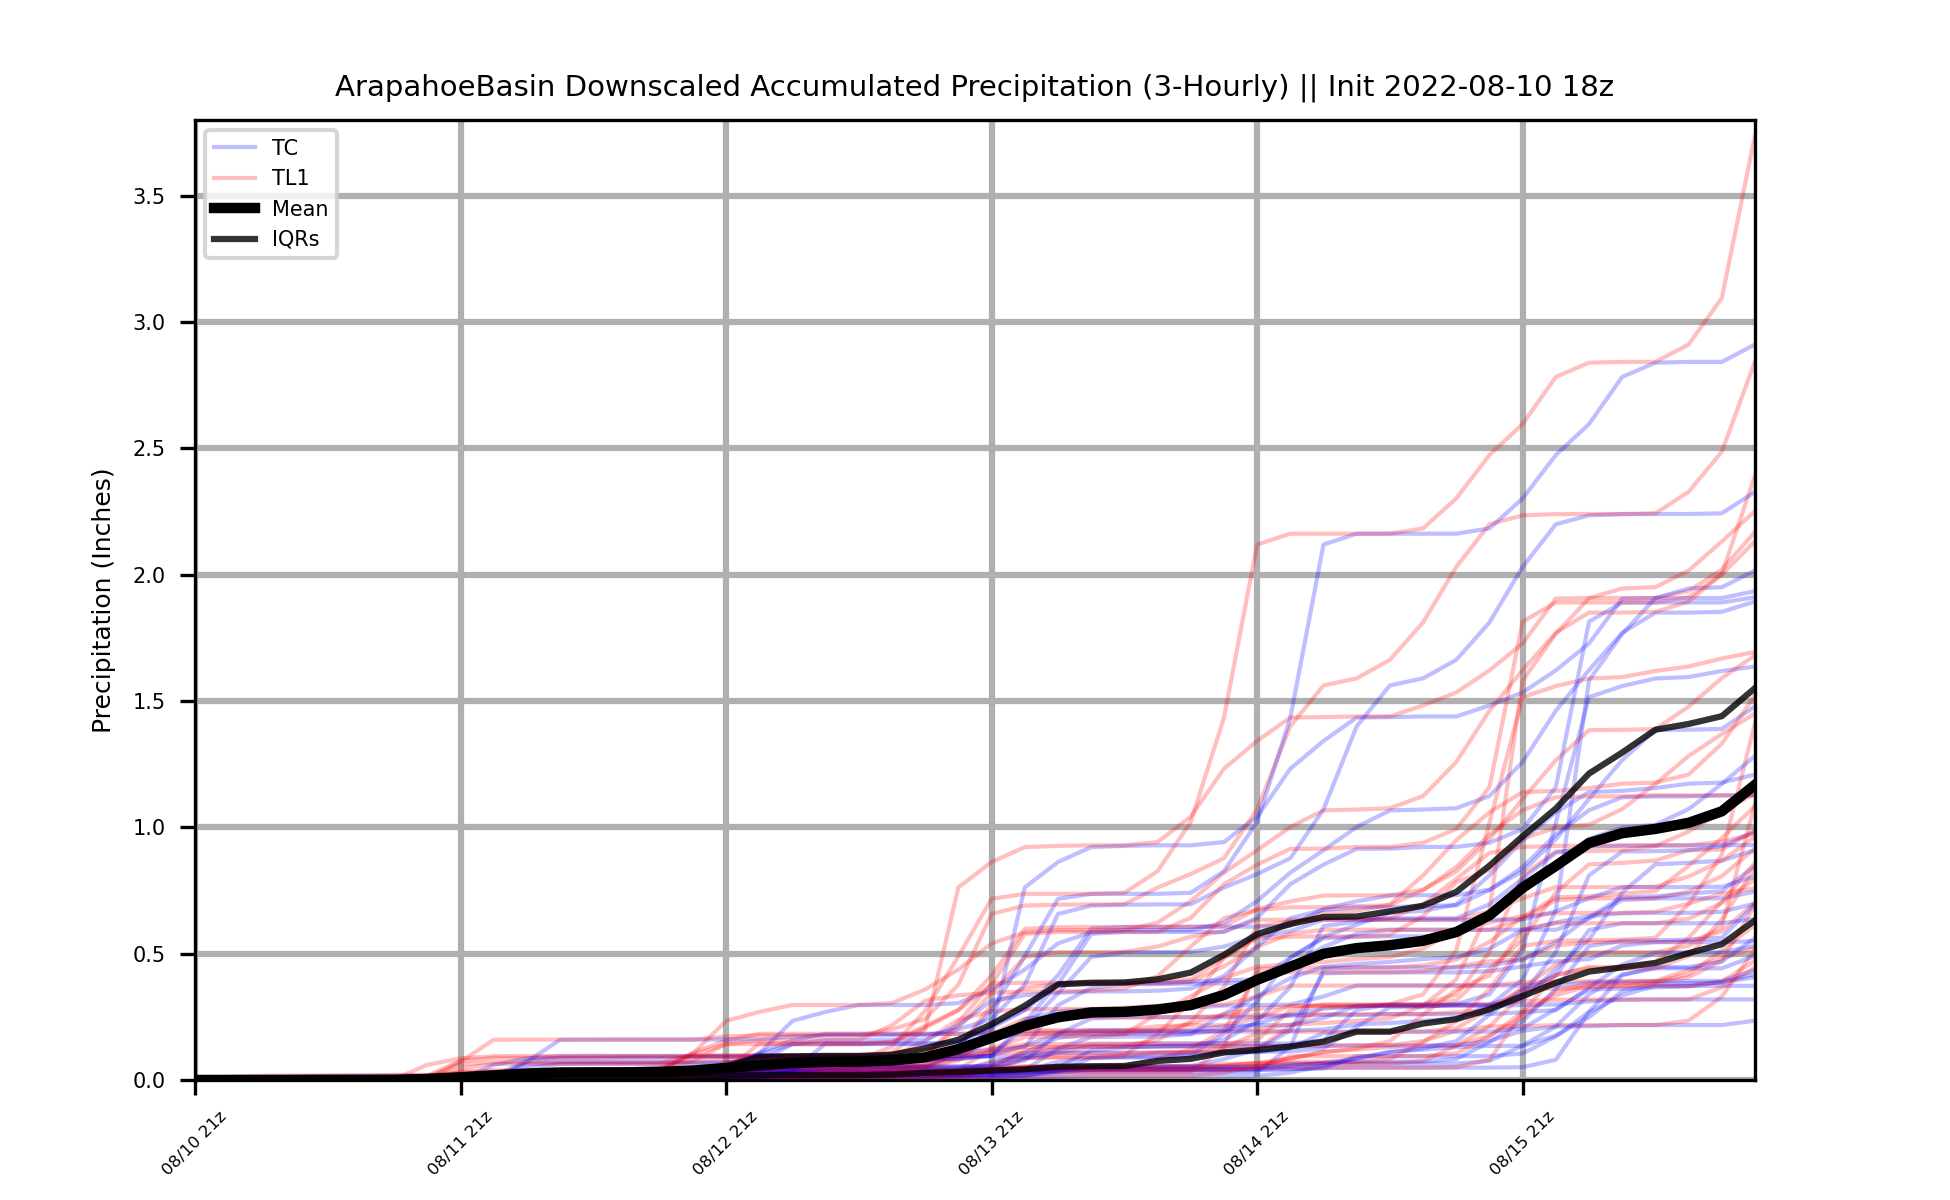 ArapahoeBasin Downscaled Accumulated Precipitation (3-Hourly) || Init 2022-08-10 18z
TC
TL1
Mean
IQRs
Precipitation (Inches)
3.5
3.0
2.5
2.0
1.5
1.0
0.5
0.0
08/10 21z
08/11 21z
08/12 21z
08/13 21z
08/14 21z
08/15 21z